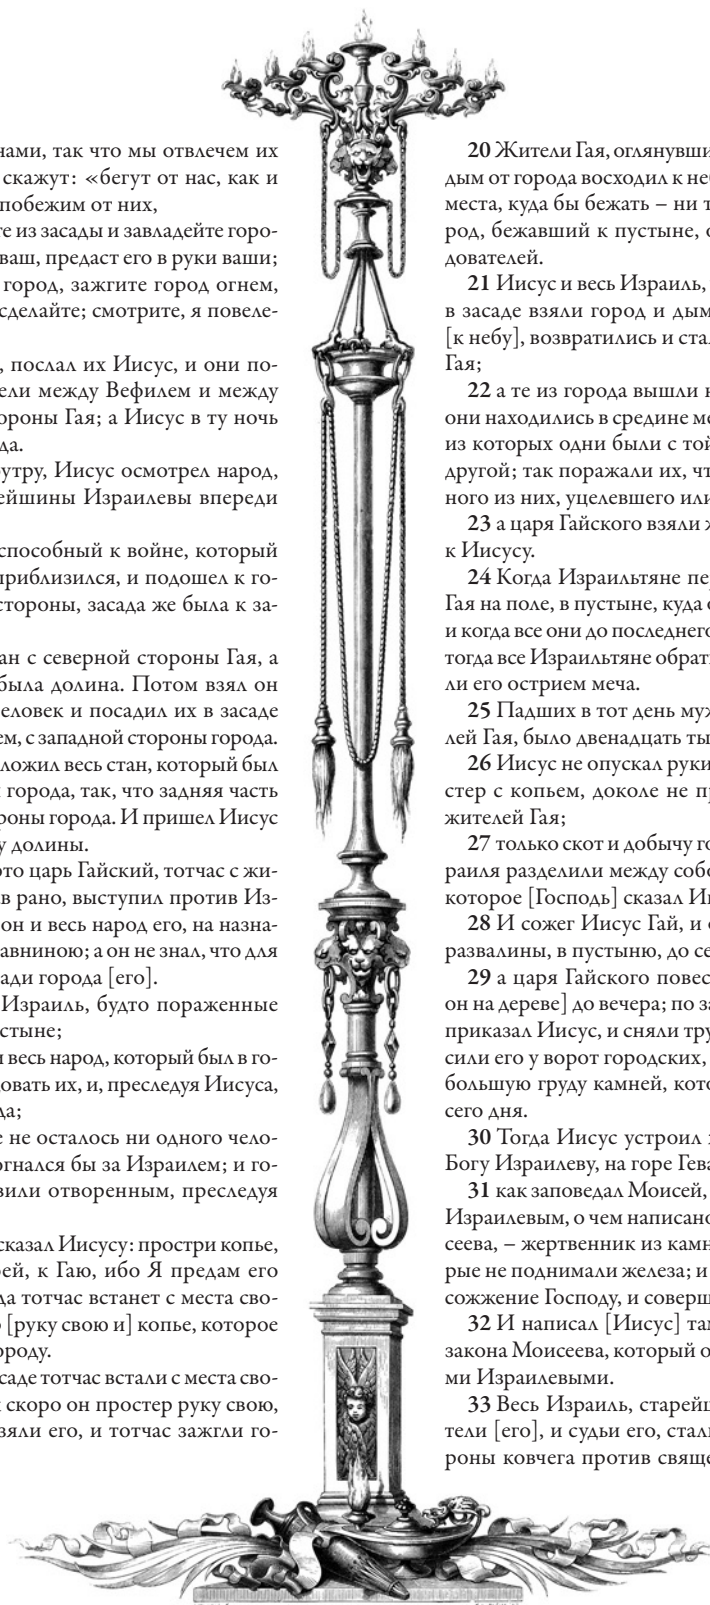 нами, так что мы отвлечем их
скажут: «бегут от нас, как и
побежим от них,
те из засады и завладейте горо-
ваш, предаст его в руки ваши;
город, зажгите город огнем,
сделайте; смотрите, я повеле-
, послал их Иисус, и они по-
ели между Вефилем и между
ороны Гая; а Иисус в ту ночь
да.
утру, Иисус осмотрел народ,
ейшины Израилевы впереди
способный к войне, который
приблизился, и подошел к го-
стороны, засада же была к за-
ан с северной стороны Гая, а
была долина. Потом взял он
еловек и посадил их в засаде
ем, с западной стороны города.
ложил весь стан, который был
города, так, что задняя часть
роны города. И пришел Иисус
у долины.
это царь Гайский, тотчас с жи-
ав рано, выступил против Из-
он и весь народ его, на назна-
авниною; а он не знал, что для
ади города [его].
Израиль, будто пораженные
стыне;
и весь народ, который был в го-
довать их, и, преследуя Иисуса,
да;
е не осталось ни одного чело-
огнался бы за Израилем; и го-
вили отворенным, преследуя
сказал Иисусу: простри копье,
ей, к Гаю, ибо Я предам его
да тотчас встанет с места сво-
о [руку свою и] копье, которое
ороду.
саде тотчас встали с места сво-
к скоро он простер руку свою,
зяли его, и тотчас зажгли го-
20 Жители Гая, оглянувши
дым от города восходил к неб
места, куда бы бежать – ни т
род, бежавший к пустыне, о
дователей.
21 Иисус и весь Израиль,
в засаде взяли город и дым
[к небу], возвратились и стал
Гая;
22 а те из города вышли н
они находились в средине ме
из которых одни были с той
другой; так поражали их, чт
ного из них, уцелевшего или
23 а царя Гайского взяли ж
к Иисусу.
24 Когда Израильтяне пе
Гая на поле, в пустыне, куда о
и когда все они до последнего
тогда все Израильтяне обрати
ли его острием меча.
25 Падших в тот день муж
лей Гая, было двенадцать ты
26 Иисус не опускал руки
стер с копьем, доколе не пр
жителей Гая;
27 только скот и добычу го
раиля разделили между собо
которое [Господь] сказал Ии
28 И сожег Иисус Гай, и о
развалины, в пустыню, до се
29 а царя Гайского повес
он на дереве] до вечера; по за
приказал Иисус, и сняли тру
сили его у ворот городских,
большую груду камней, кото
сего дня.
30 Тогда Иисус устроил ж
Богу Израилеву, на горе Гева
31 как заповедал Моисей,
Израилевым, о чем написано
сеева, – жертвенник из камн
рые не поднимали железа; и
сожжение Господу, и соверш
32 И написал [Иисус] там
закона Моисеева, который о
ми Израилевыми.
33 Весь Израиль, старейш
тели [его], и судьи его, стал
роны ковчега против свяще